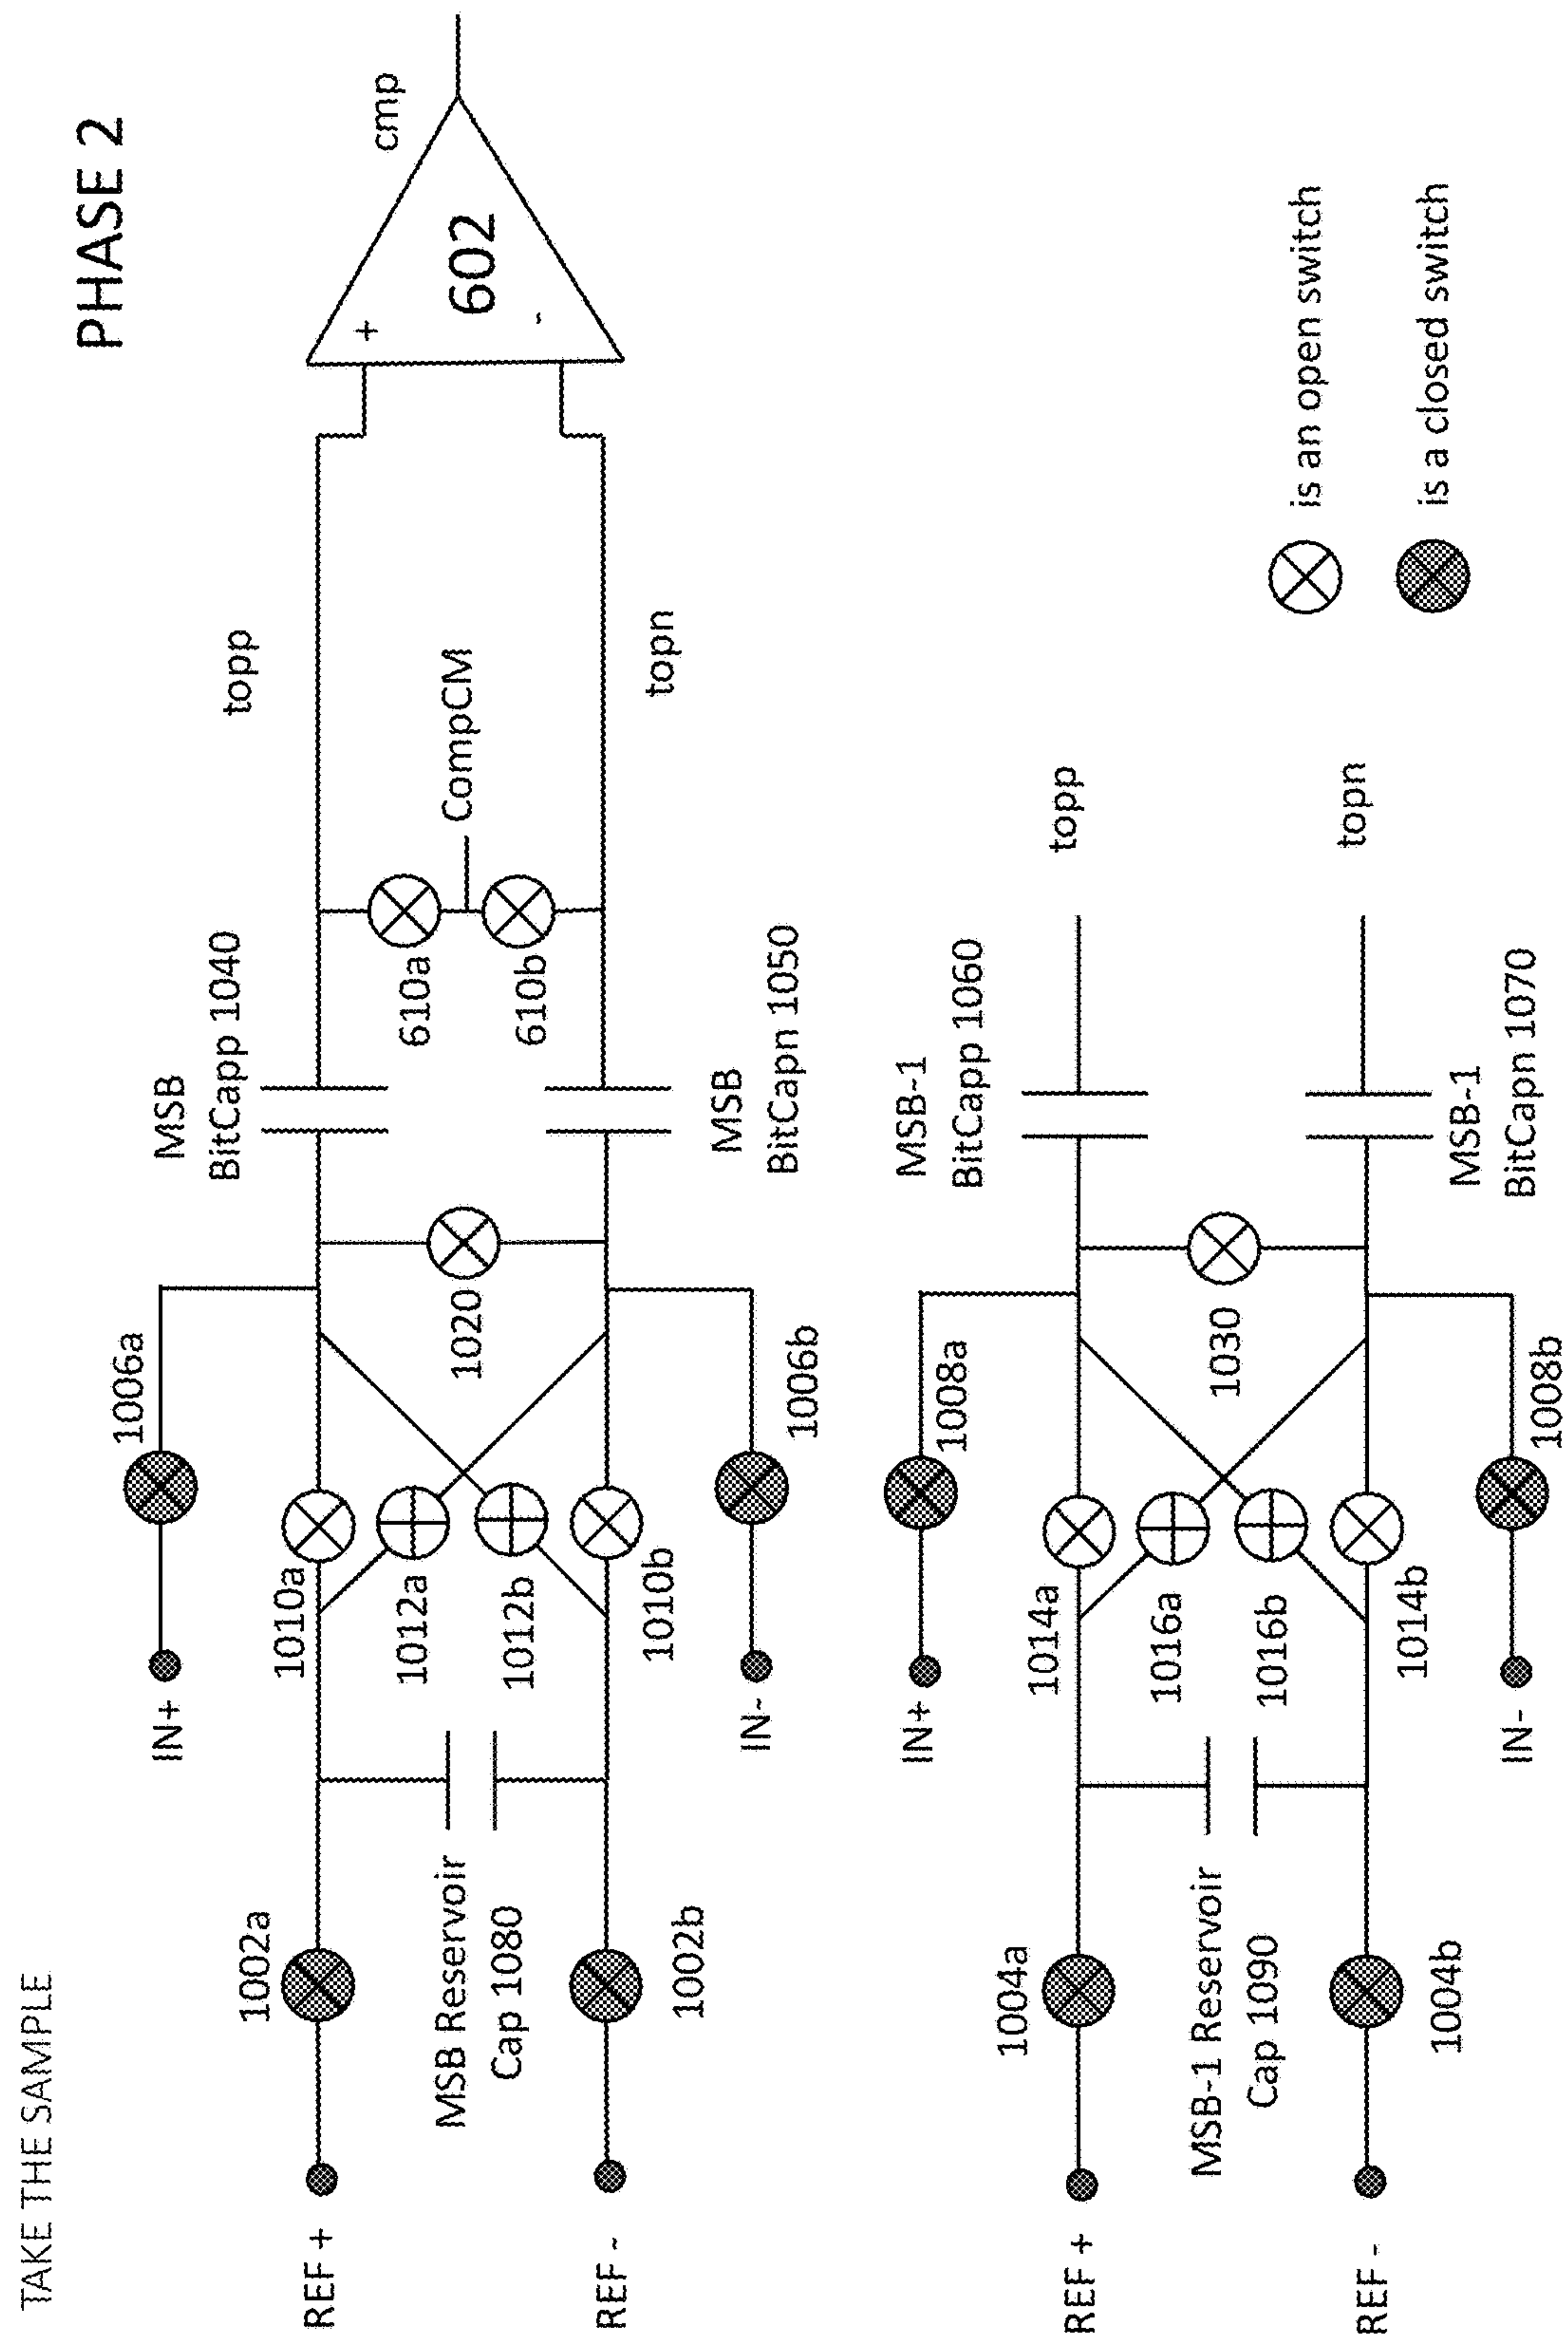 TAKE THE SAMPLE
PHASE 2
IN+
1006a
MSB
BitCapp 1040
topp
cmp
REF +
1002a
1010a
1012a
1012b
1010b
1020
610a
610b
CompCM
+
602
-
MSB Reservoir
Cap 1080
REF ~
1002b
IN-
1006b
MSB
BitCapn 1050
topn
IN+
1008a
MSB-1
BitCapp 1060
topp
REF +
1004a
1014a
1016a
1016b
1014b
1030
MSB-1 Reservoir
Cap 1090
REF -
1004b
IN-
1008b
MSB-1
BitCapn 1070
topn
is an open switch
is a closed switch